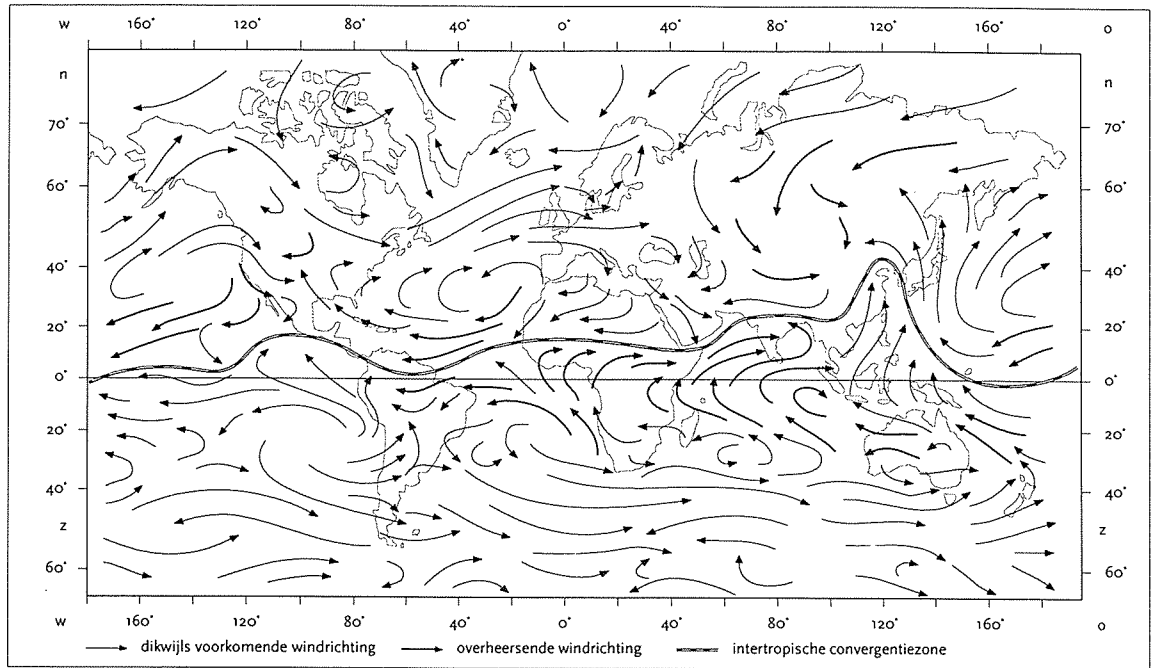 w 160° 120° 80° 40° 0° 40° 80° 120° 160° o
n n
70° 70°
60° 60°
40° 40°
20° 20°
0° 0°
20° 20°
40° 40°
z z
60° 60°
w 160° 120° 80° 40° 0° 40° 80° 120° 160° o
dikwijls voorkomende windrichting overheersende windrichting intertropische convergentiezone